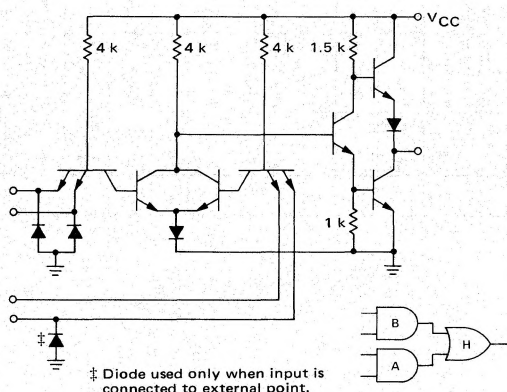 VCC
4 k
4 k
4 k
1.5 k
1 k
B
H
A
‡
‡ Diode used only when input is
connected to external point.